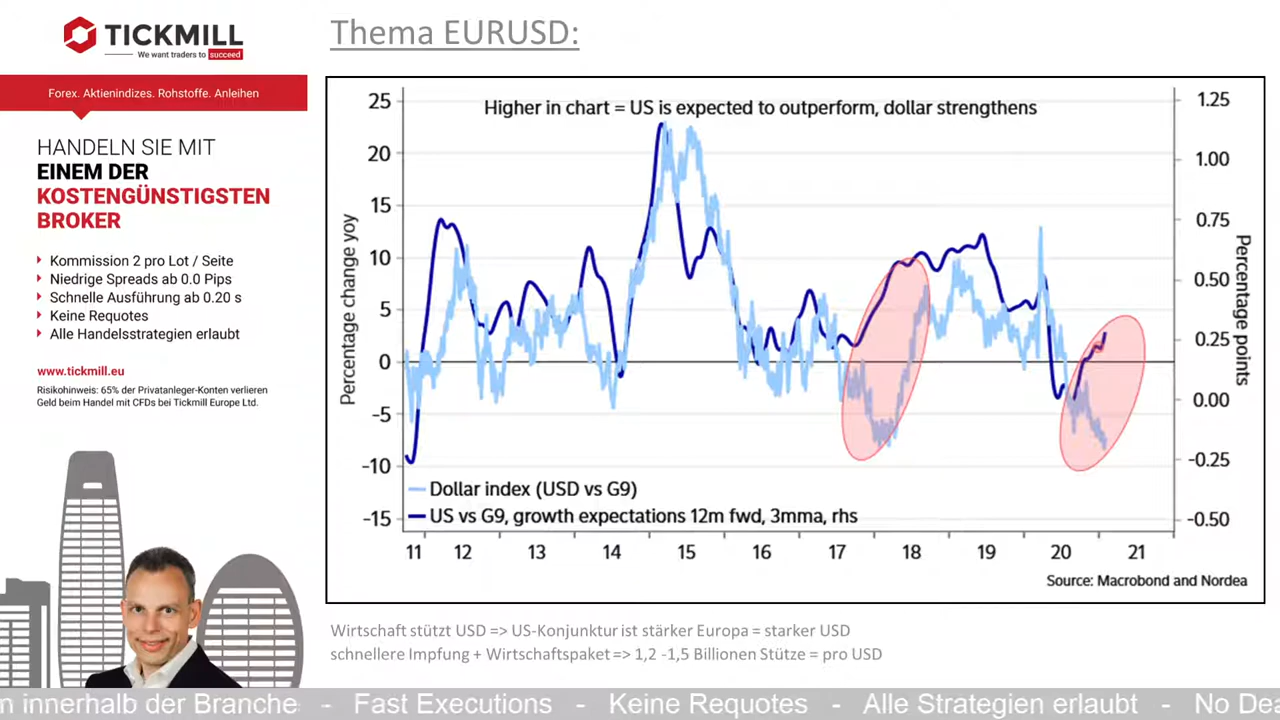 TICKMILL
We want traders to succeed
Forex. Aktienindizes. Rohstoffe. Anleihen
HANDELN SIE MIT
EINEM DER
KOSTENGÜNSTIGSTEN
BROKER
Kommission 2 pro Lot / Seite
Niedrige Spreads ab 0.0 Pips
Schnelle Ausführung ab 0.20 s
Keine Requotes
Alle Handelsstrategien erlaubt
www.tickmill.eu
Risikohinweis: 65% der Privatanleger-Konten verlieren
Geld beim Handel mit CFDs bei Tickmill Europe Ltd.
Thema EURUSD:
Higher in chart = US is expected to outperform, dollar strengthens
Percentage change yoy
25
20
15
10
5
0
-5
-10
-15
1.25
1.00
0.75
0.50
0.25
0.00
-0.25
-0.50
Percentage points
Dollar index (USD vs G9)
US vs G9, growth expectations 12m fwd, 3mma, rhs
11 12 13 14 15 16 17 18 19 20 21
Source: Macrobond and Nordea
Wirtschaft stützt USD => US-Konjunktur ist stärker Europa = starker USD
schnellere Impfung + Wirtschaftspaket => 1,2 -1,5 Billionen Stütze = pro USD
m innerhalb der Branche - Fast Executions - Keine Requotes - Alle Strategien erlaubt - No Dea